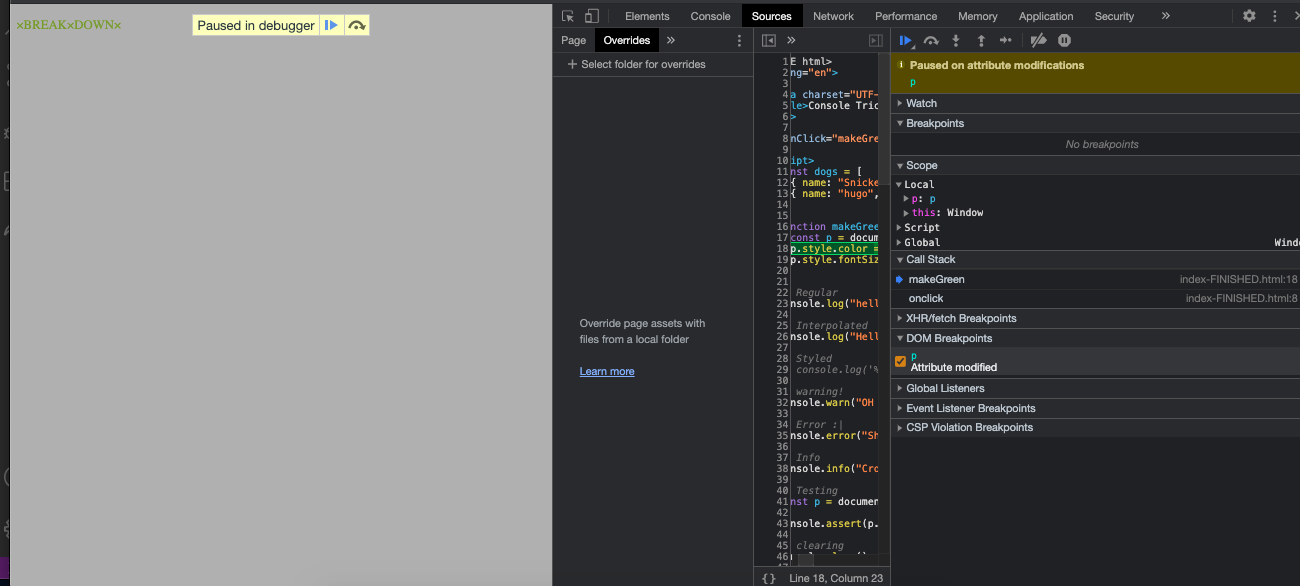 ×BREAK×DOWN×
Paused in debugger
Elements Console Sources Network Performance Memory Application Security »
Page Overrides »
+ Select folder for overrides
Override page assets with
files from a local folder
Learn more
1 E html>
2 ng="en">
3
4 a charset="UTF-
5 le>Console Tric
6 >
7
8 nClick="makeGre
9
10 ipt>
11 nst dogs = [
12 { name: "Snicke
13 { name: "hugo",
14
15
16 nction makeGree
17 const p = docum
18 p.style.color =
19 p.style.fontSiz
20
21
22 Regular
23 nsole.log("hell
24
25 Interpolated
26 nsole.log("Hell
27
28 Styled
29 console.log('%
30
31 warning!
32 nsole.warn("OH
33
34 Error :|
35 nsole.error("Sh
36
37 Info
38 nsole.info("Cro
39
40 Testing
41 nst p = documen
42
43 nsole.assert(p.
44
45 clearing
46
{} Line 18, Column 23
Paused on attribute modifications
p
Watch
Breakpoints
No breakpoints
Scope
Local
p: p
this: Window
Script
Global Wind
Call Stack
makeGreen index-FINISHED.html:18
onclick index-FINISHED.html:8
XHR/fetch Breakpoints
DOM Breakpoints
p
Attribute modified
Global Listeners
Event Listener Breakpoints
CSP Violation Breakpoints